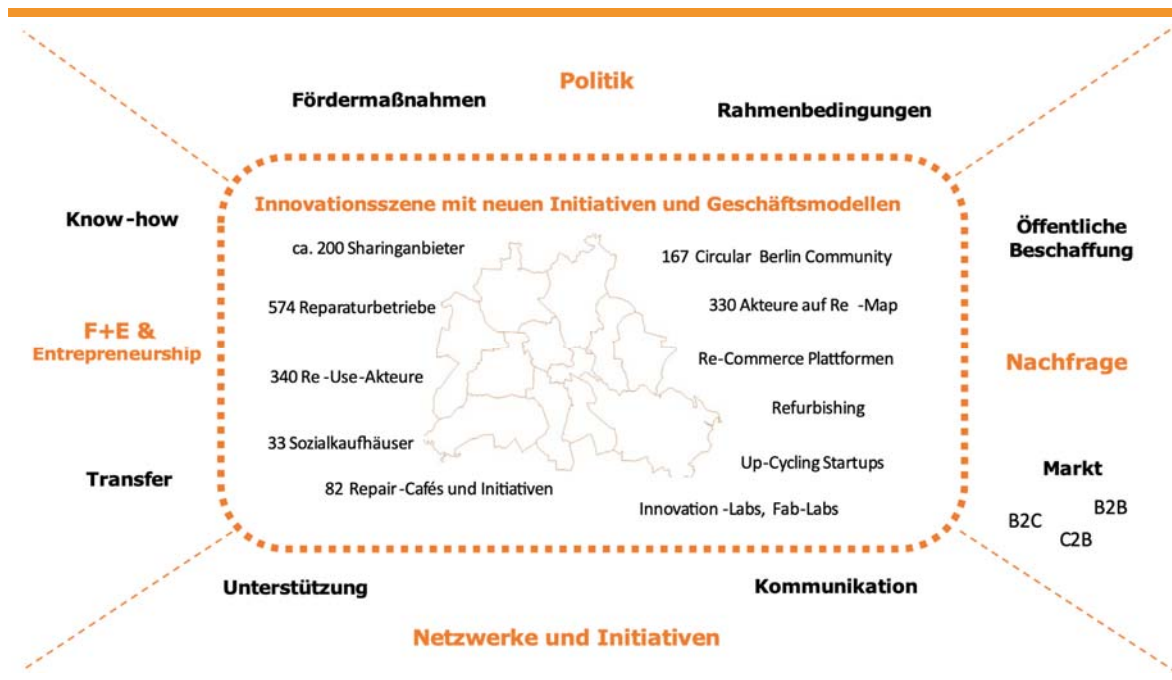 Politik
Fördermaßnahmen
Rahmenbedingungen
Innovationsszene mit neuen Initiativen und Geschäftsmodellen
Know-how
F+E &
Entrepreneurship
Transfer
ca. 200 Sharinganbieter
574 Reparaturbetriebe
340 Re-Use-Akteure
33 Sozialkaufhäuser
82 Repair-Cafés und Initiativen
167 Circular Berlin Community
330 Akteure auf Re-Map
Re-Commerce Plattformen
Refurbishing
Up-Cycling Startups
Innovation-Labs, Fab-Labs
Öffentliche
Beschaffung
Nachfrage
Markt
B2B
B2C
C2B
Unterstützung
Kommunikation
Netzwerke und Initiativen